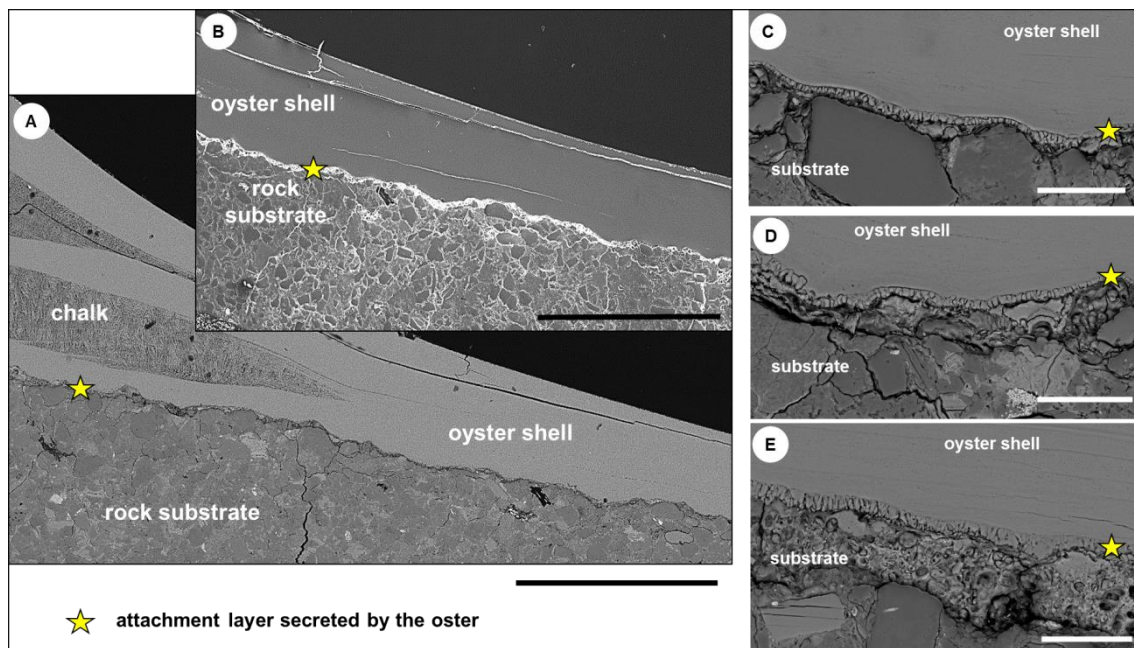 A
chalk
rock substrate
oyster shell
B
oyster shell
rock
substrate
C
oyster shell
substrate
D
oyster shell
substrate
E
oyster shell
substrate
attachment layer secreted by the oster